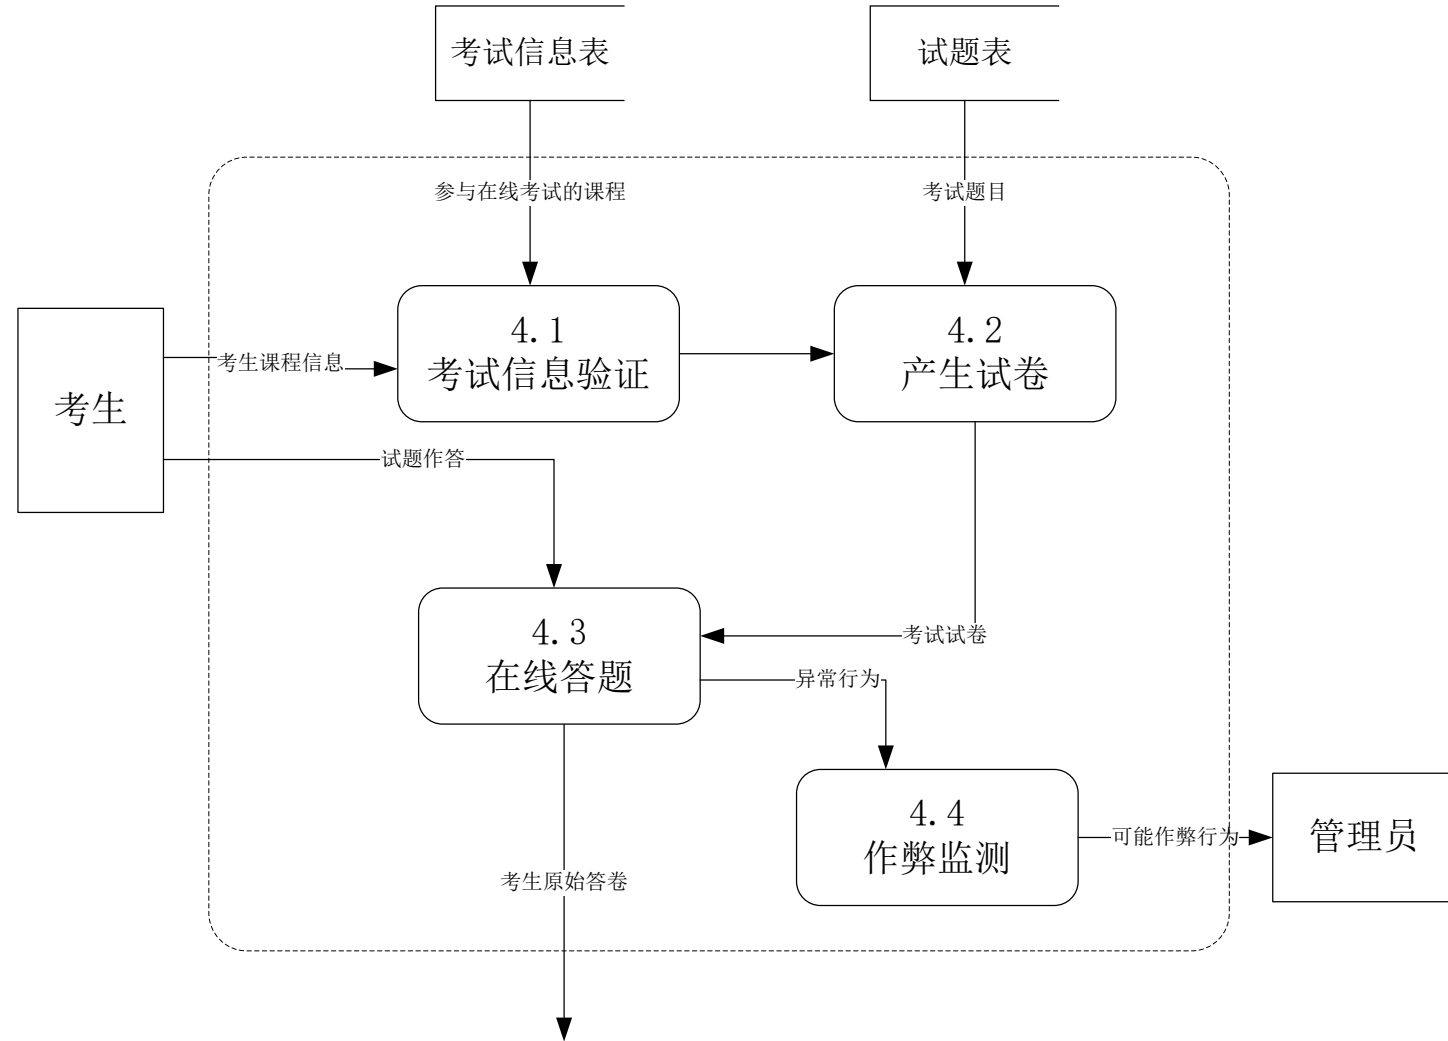 考试信息表
试题表
参与在线考试的课程
考试题目
4.1
考试信息验证
4.2
产生试卷
考生课程信息
考生
试题作答
4.3
在线答题
考试试卷
异常行为
4.4
作弊监测
可能作弊行为
管理员
考生原始答卷